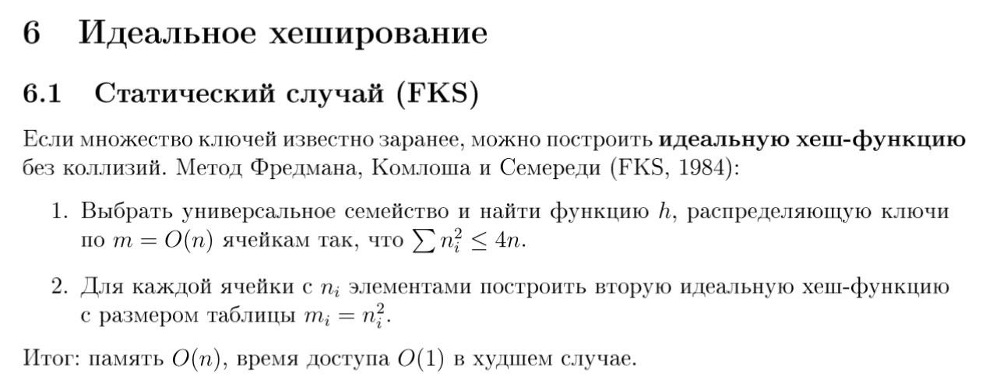 6 Идеальное хеширование
6.1 Статический случай (FKS)
Если множество ключей известно заранее, можно построить идеальную хеш-функцию
без коллизий. Метод Фредмана, Комлоша и Семереди (FKS, 1984):
1. Выбрать универсальное семейство и найти функцию h, распределяющую ключи
по m = O(n) ячейкам так, что ∑ n_i^2 ≤ 4n.
2. Для каждой ячейки с n_i элементами построить вторую идеальную хеш-функцию
с размером таблицы m_i = n_i^2.
Итог: память O(n), время доступа O(1) в худшем случае.